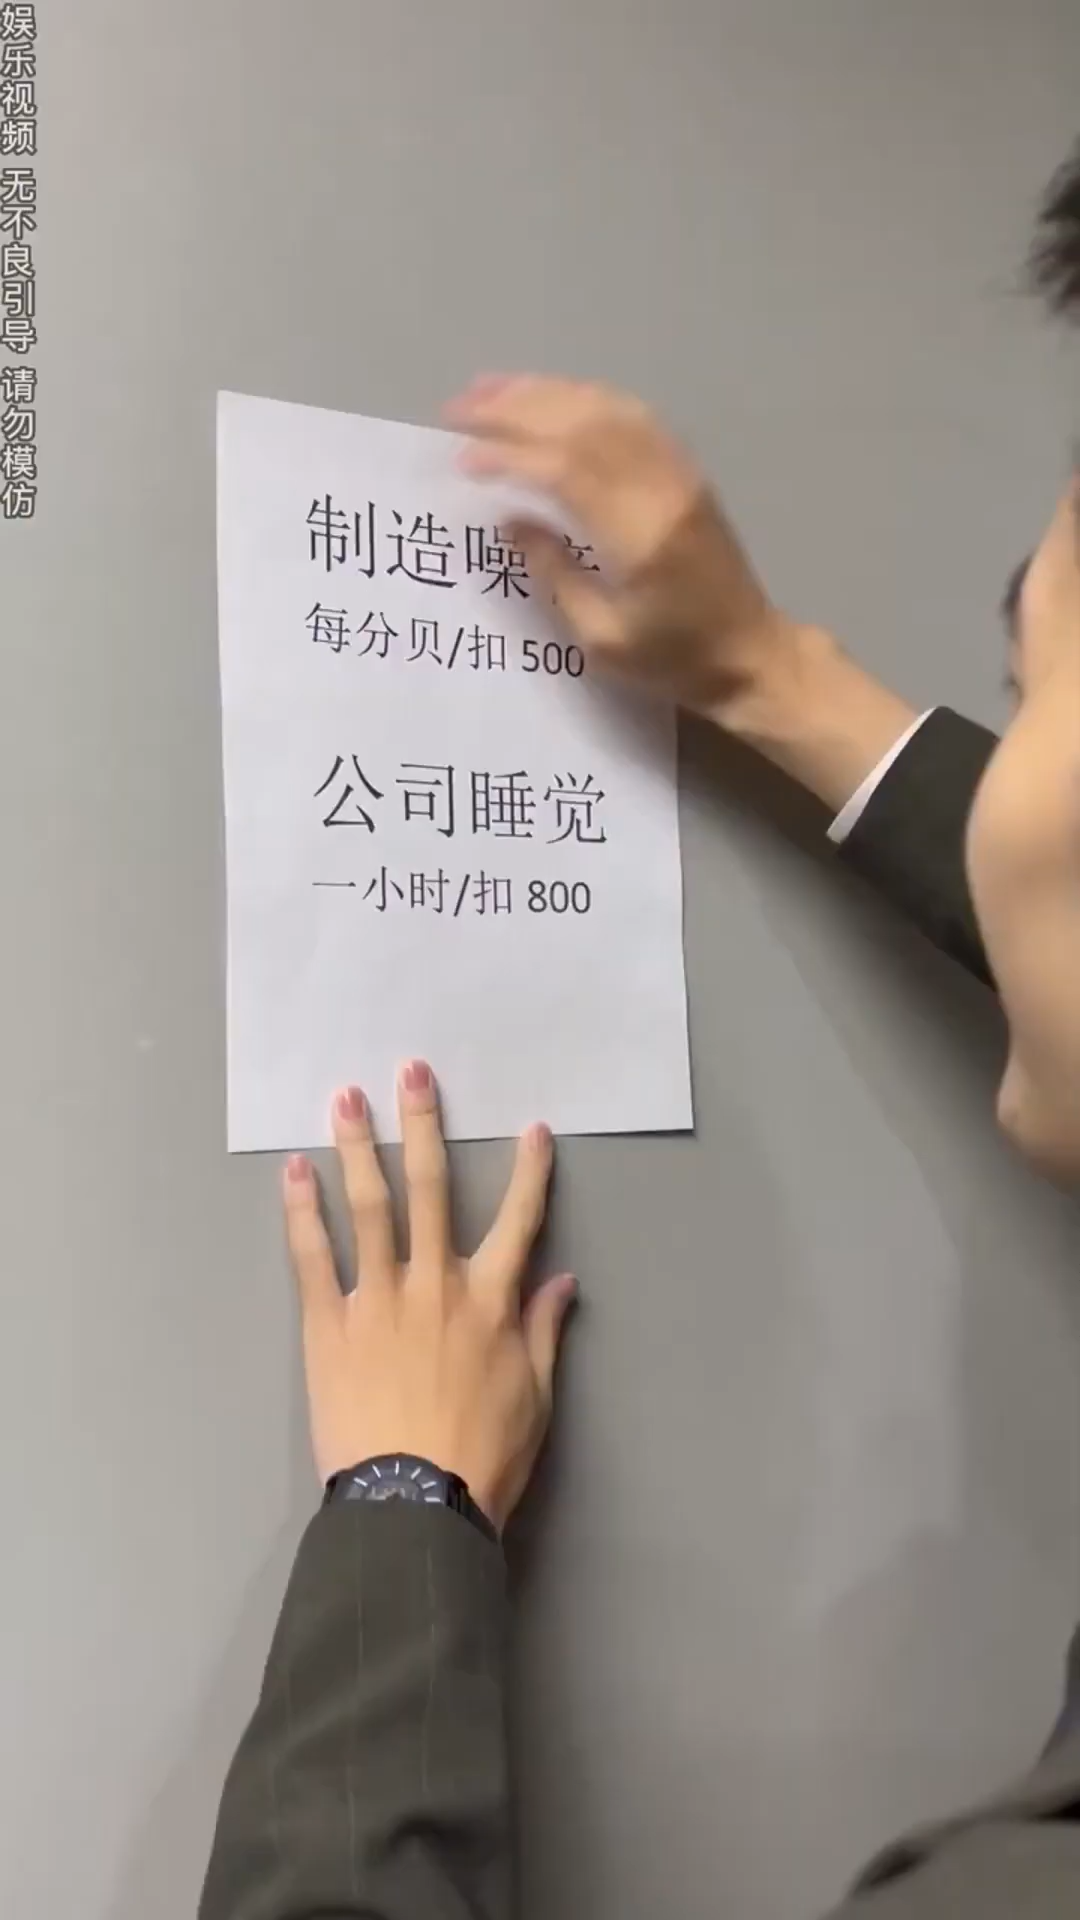 娱乐视频 无不良引导 请勿模仿
制造噪
每分贝/扣 500
公司睡觉
一小时/扣 800